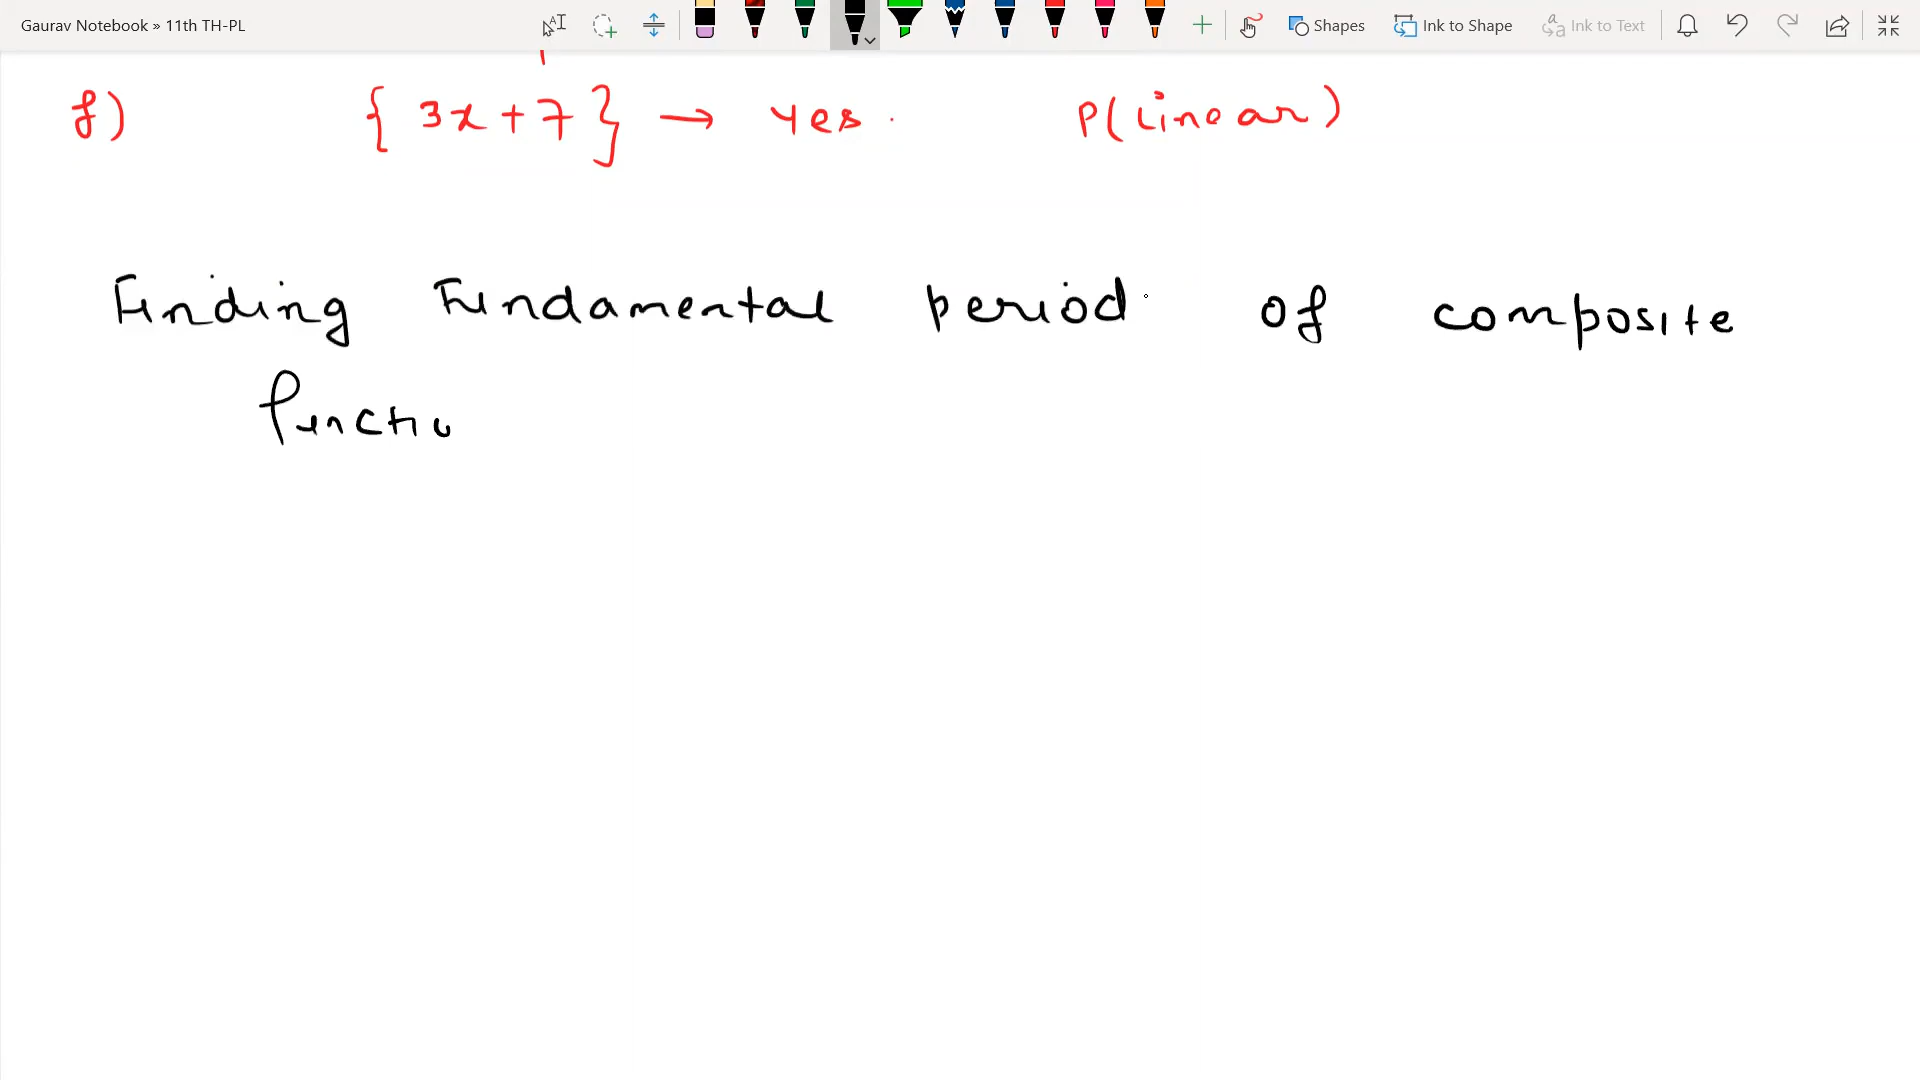 Gaurav Notebook » 11th TH-PL
Shapes
Ink to Shape
Ink to Text
f) { 3x + 7 } → Yes. P(Linear)
Finding Fundamental period of composite
functio